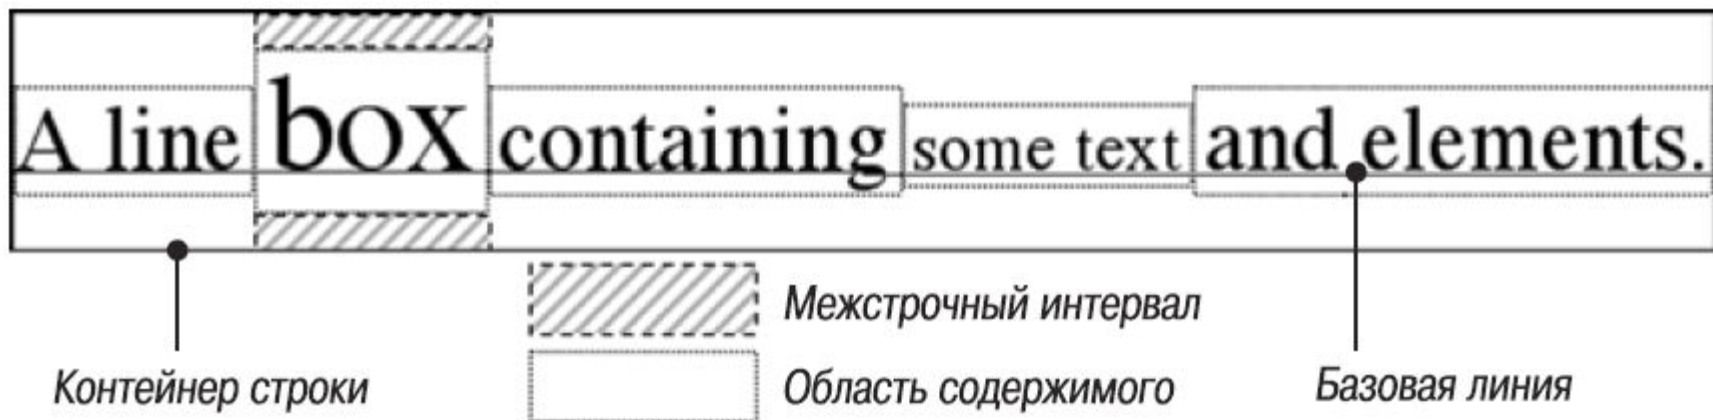 A line box containing some text and elements.
Межстрочный интервал
Контейнер строки
Область содержимого
Базовая линия